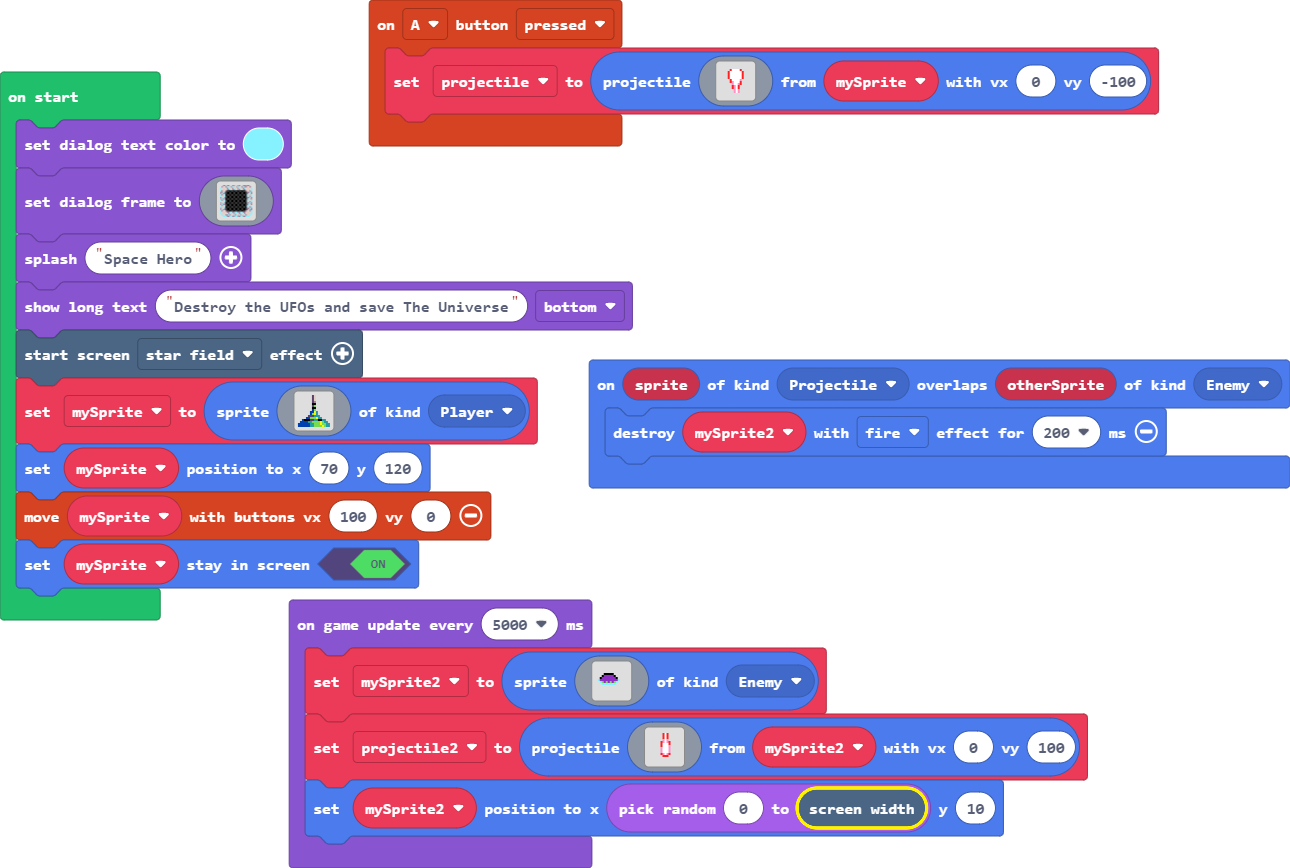 on A button pressed
set projectile to projectile from mySprite with vx 0 vy -100
on start
set dialog text color to
set dialog frame to
splash "Space Hero"
show long text "Destroy the UFOs and save The Universe" bottom
start screen star field effect
set mySprite to sprite of kind Player
set mySprite position to x 70 y 120
move mySprite with buttons vx 100 vy 0
set mySprite stay in screen ON
on sprite of kind Projectile overlaps otherSprite of kind Enemy
destroy mySprite2 with fire effect for 200 ms
on game update every 5000 ms
set mySprite2 to sprite of kind Enemy
set projectile2 to projectile from mySprite2 with vx 0 vy 100
set mySprite2 position to x pick random 0 to screen width y 10